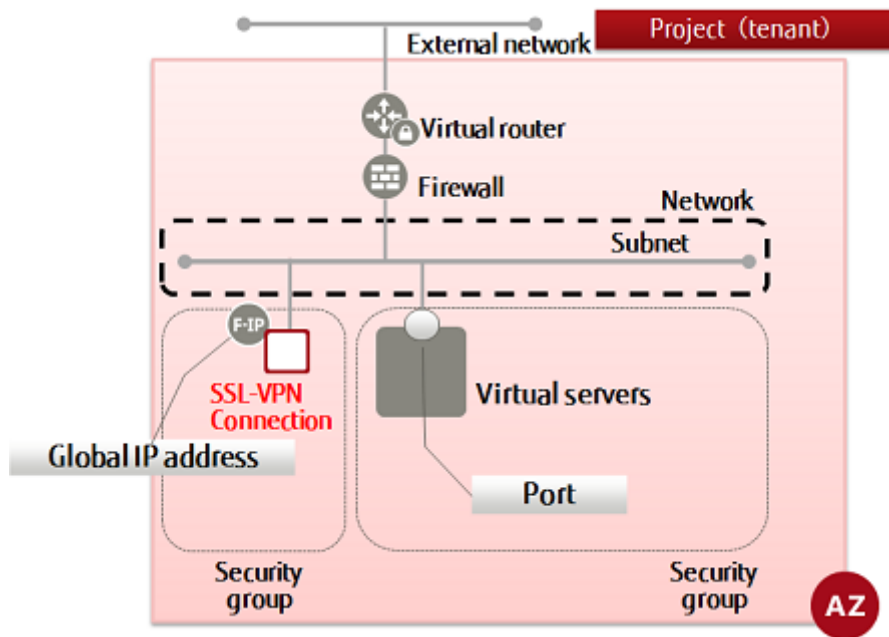 Project (tenant)
External network
Virtual router
Firewall
Network
Subnet
F-IP
SSL-VPN
Connection
Virtual servers
Global IP address
Port
Security
group
Security
group
AZ